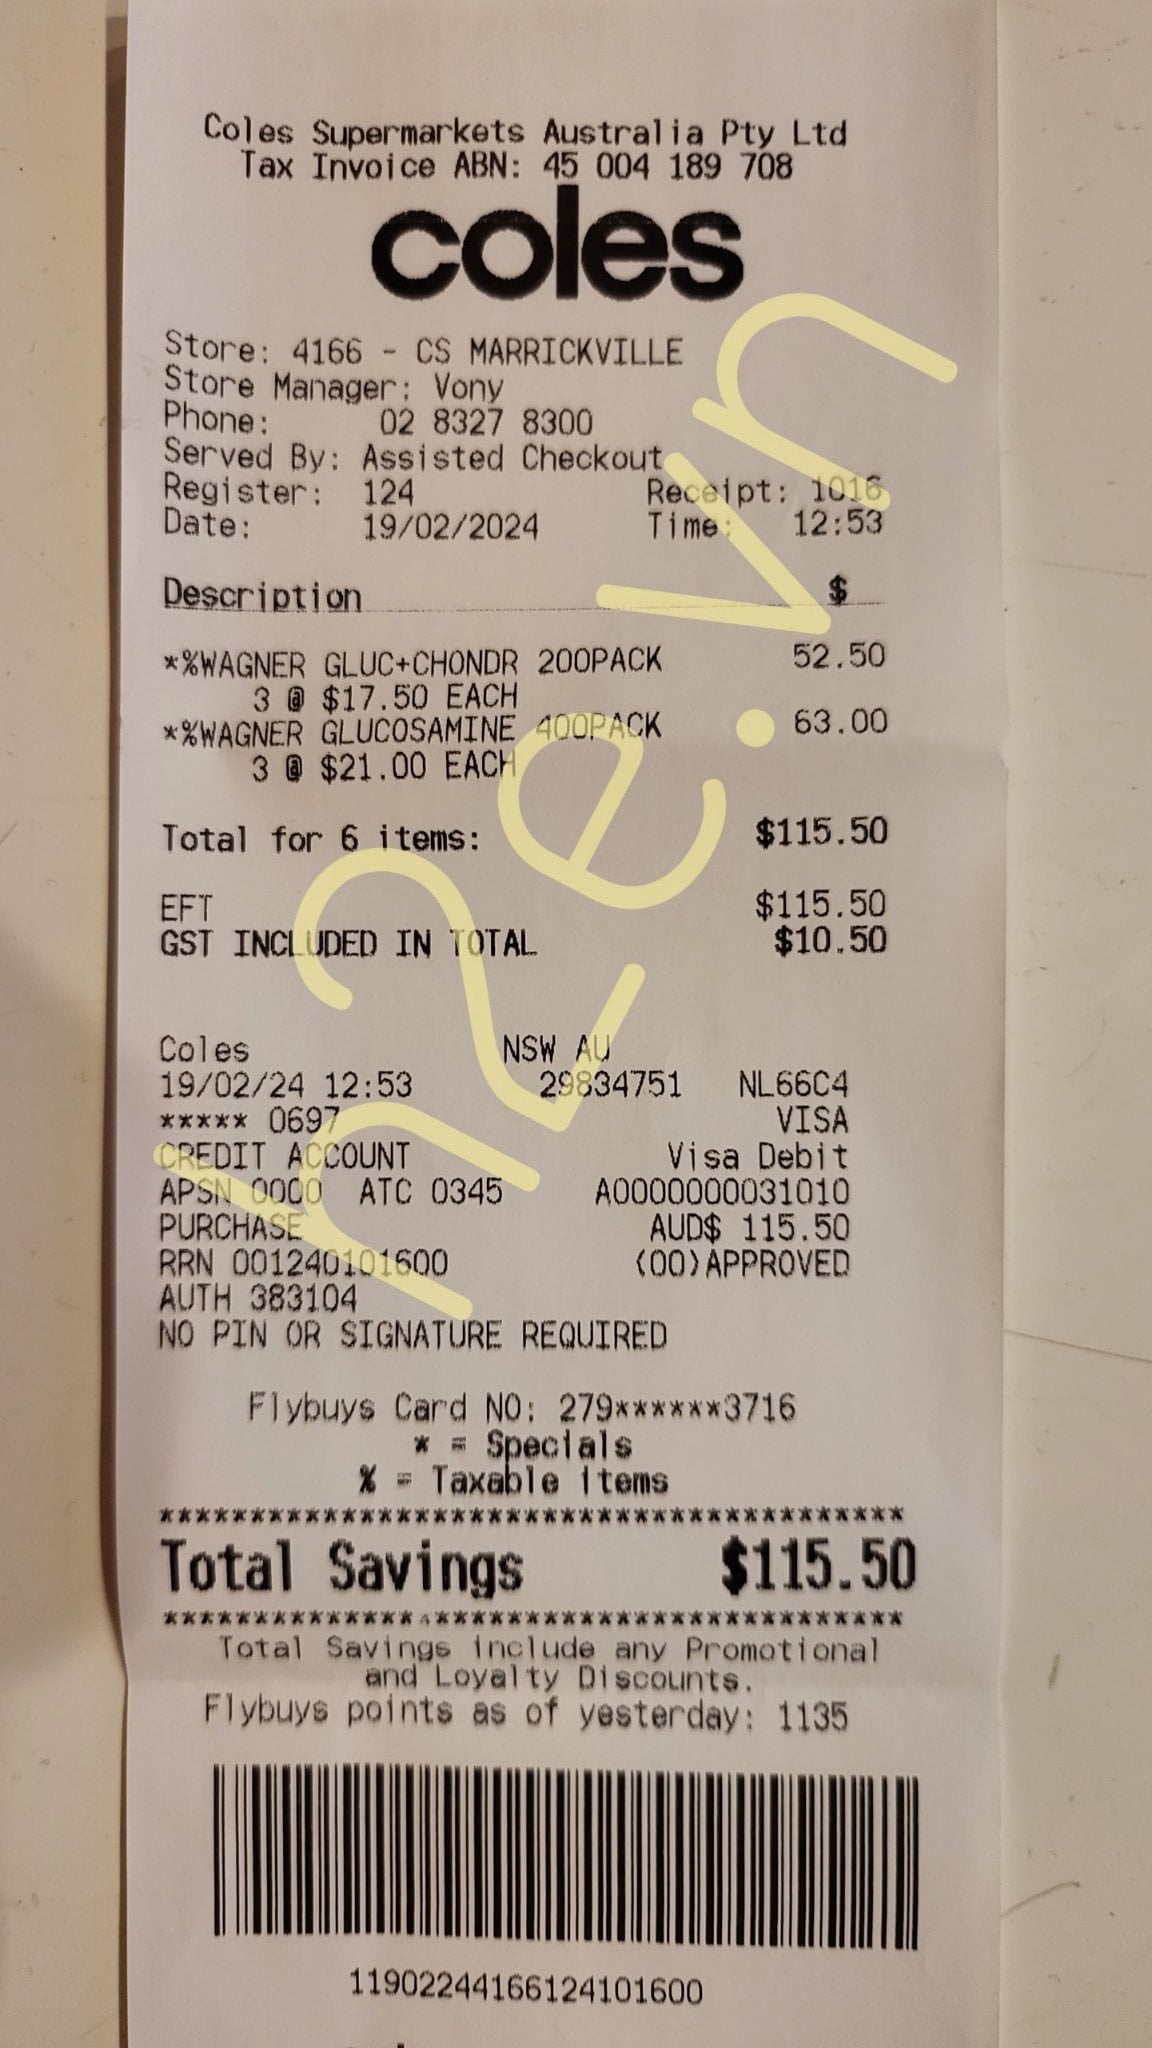 Coles Supermarkets Australia Pty Ltd
Tax Invoice ABN: 45 004 189 708
coles
Store: 4166 - CS MARRICKVILLE
Store Manager: Vony
Phone: 02 8327 8300
Served By: Assisted Checkout
Register: 124 Receipt: 1016
Date: 19/02/2024 Time: 12:53
Description $
*%WAGNER GLUC+CHONDR 200PACK 52.50
3 @ $17.50 EACH
*%WAGNER GLUCOSAMINE 400PACK 63.00
3 @ $21.00 EACH
Total for 6 items: $115.50
EFT $115.50
GST INCLUDED IN TOTAL $10.50
Coles NSW AU
19/02/24 12:53 29834751 NL66C4
***** 0697 VISA
CREDIT ACCOUNT Visa Debit
APSN 0000 ATC 0345 A0000000031010
PURCHASE AUD$ 115.50
RRN 001240101600 (00)APPROVED
AUTH 383104
NO PIN OR SIGNATURE REQUIRED
Flybuys Card NO: 279******3716
* = Specials
% = Taxable items
*****************************************
Total Savings $115.50
*****************************************
Total Savings include any Promotional
and Loyalty Discounts.
Flybuys points as of yesterday: 1135
11902244166124101600
h2e.vn